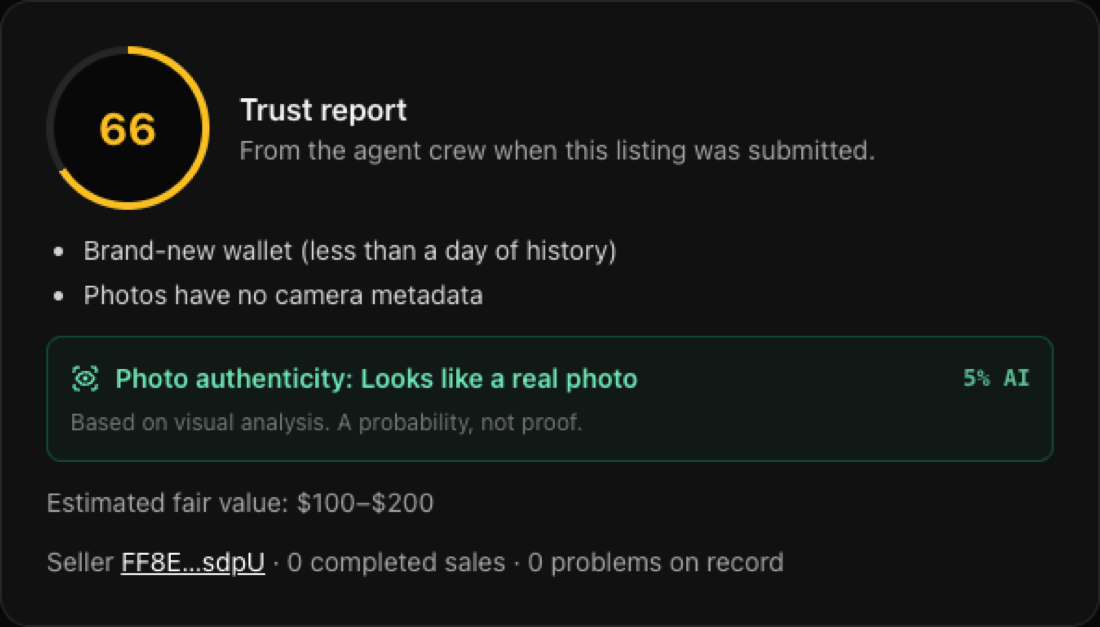 66
Trust report
From the agent crew when this listing was submitted.
• Brand-new wallet (less than a day of history)
• Photos have no camera metadata
Photo authenticity: Looks like a real photo
5% AI
Based on visual analysis. A probability, not proof.
Estimated fair value: $100–$200
Seller FF8E...sdpU · 0 completed sales · 0 problems on record